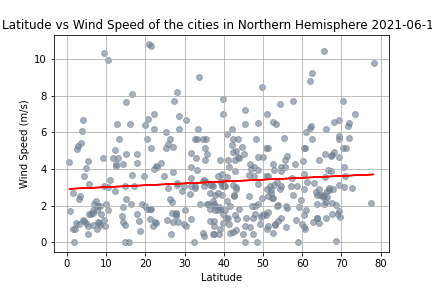 Latitude vs Wind Speed of the cities in Northern Hemisphere 2021-06-1
10
8
6
4
2
0
Wind Speed (m/s)
0 10 20 30 40 50 60 70 80
Latitude